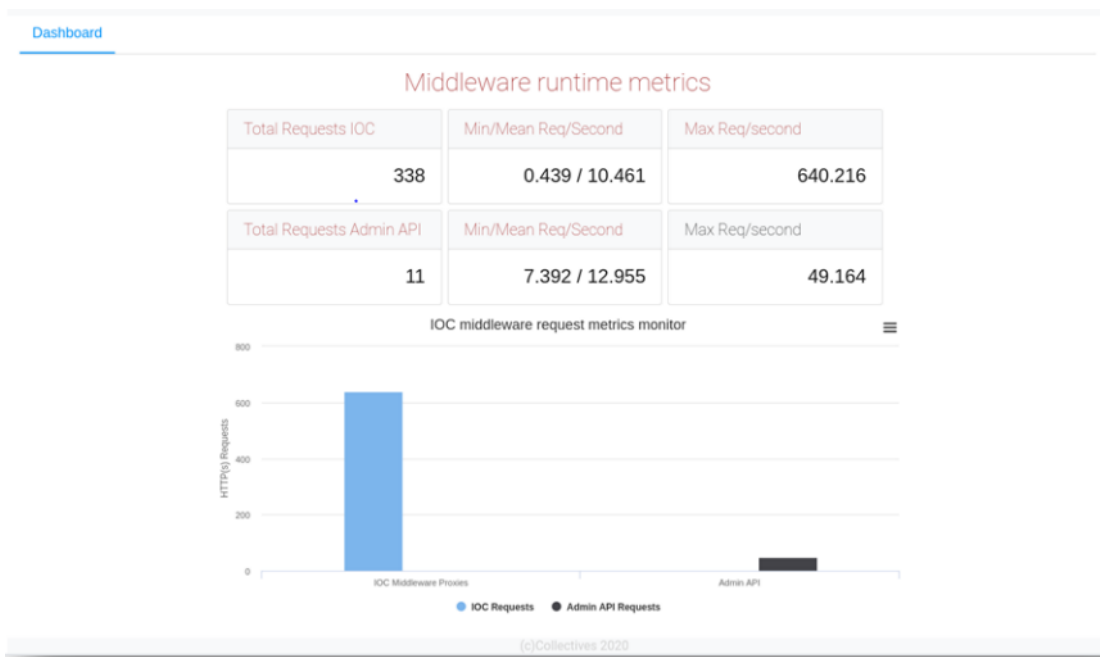 Dashboard
Middleware runtime metrics
Total Requests IOC
Min/Mean Req/Second
Max Req/second
338
0.439 / 10.461
640.216
Total Requests Admin API
Min/Mean Req/Second
Max Req/second
11
7.392 / 12.955
49.164
IOC middleware request metrics monitor
HTTP(s) Requests
800
600
400
200
0
IOC Middleware Proxies
Admin API
IOC Requests
Admin API Requests
(c)Collectives 2020